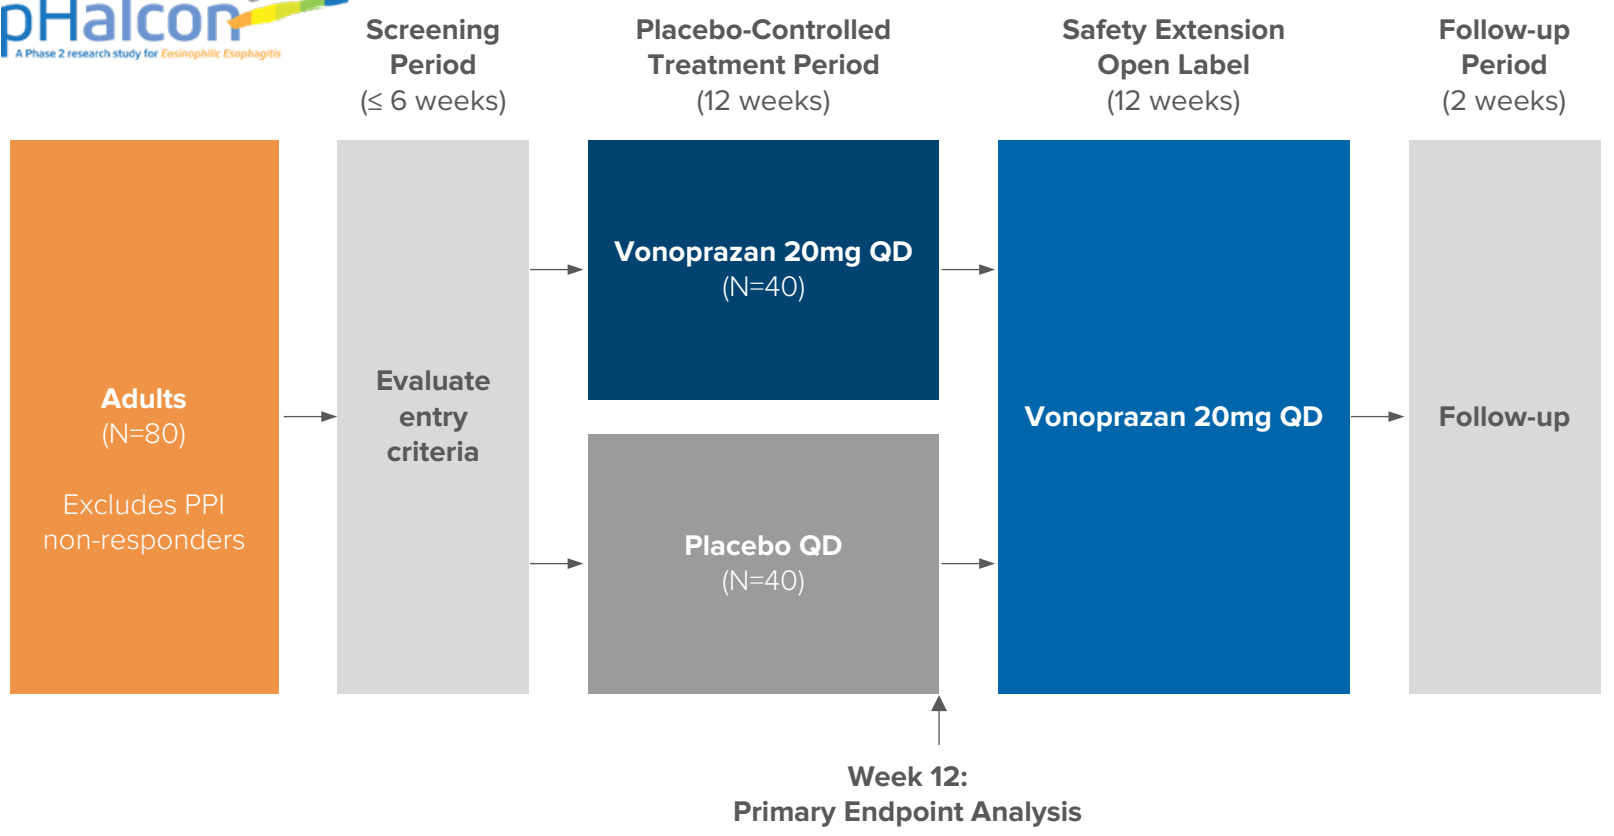 pHalcon
A Phase 2 research study for Eosinophilic Esophagitis
Screening
Period
(≤ 6 weeks)
Placebo-Controlled
Treatment Period
(12 weeks)
Safety Extension
Open Label
(12 weeks)
Follow-up
Period
(2 weeks)
Adults
(N=80)
Excludes PPI
non-responders
Evaluate
entry
criteria
Vonoprazan 20mg QD
(N=40)
Placebo QD
(N=40)
Vonoprazan 20mg QD
Follow-up
Week 12:
Primary Endpoint Analysis